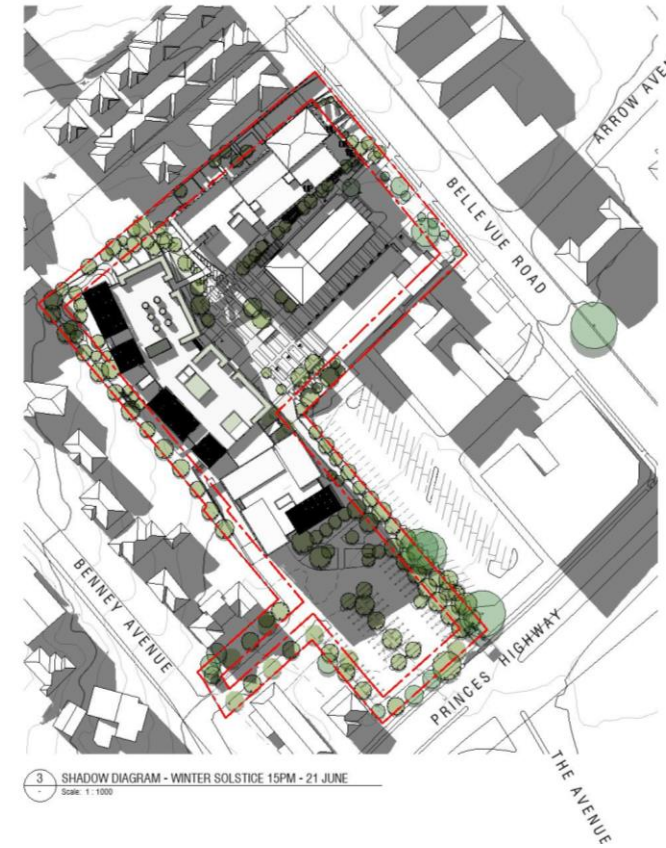 ARROW AVEN
BELLEVUE ROAD
BENNEY AVENUE
PRINCES HIGHWAY
THE AVENUE
3
-
SHADOW DIAGRAM - WINTER SOLSTICE 15PM - 21 JUNE
Scale: 1 : 1000